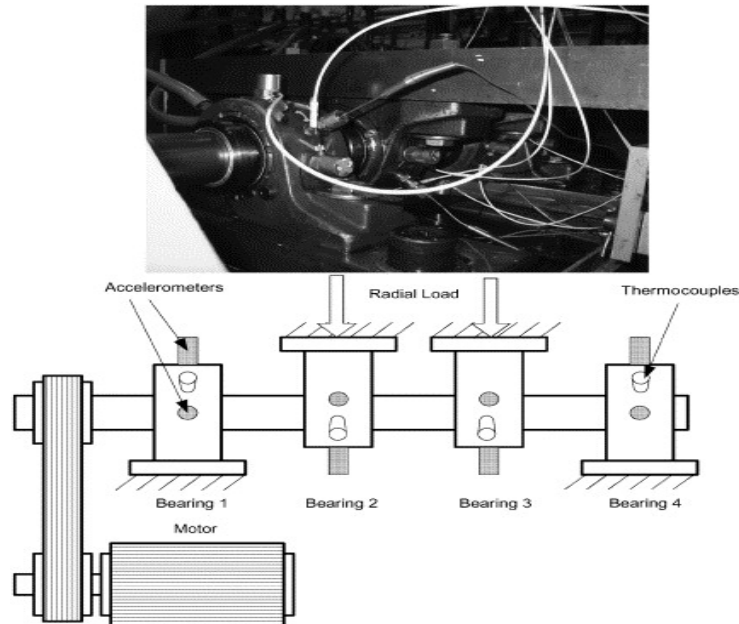 Accelerometers
Radial Load
Thermocouples
Bearing 1
Bearing 2
Bearing 3
Bearing 4
Motor